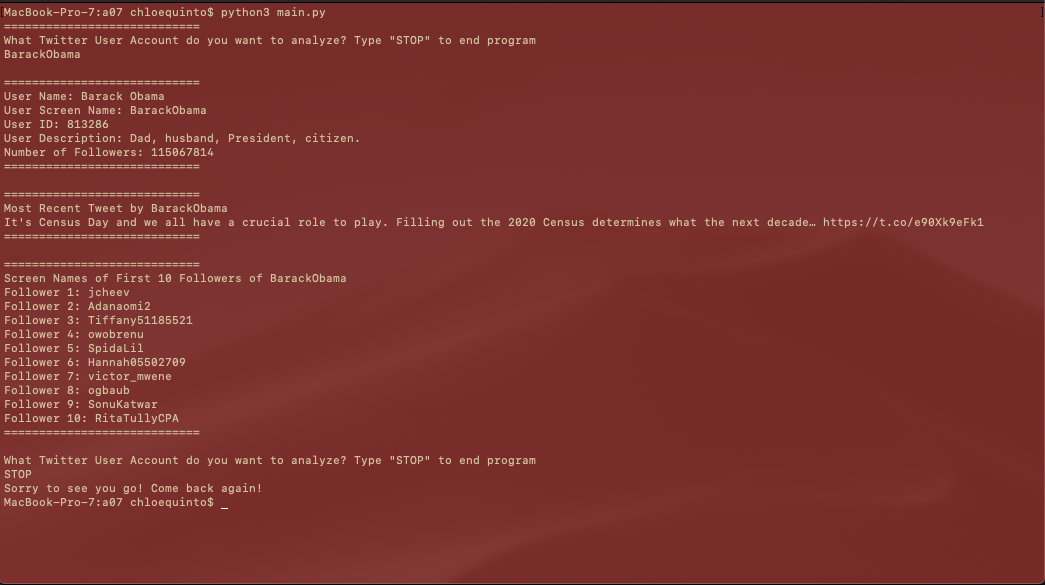 MacBook-Pro-7:a07 chloequinto$ python3 main.py
============================
What Twitter User Account do you want to analyze? Type "STOP" to end program
BarackObama
============================
User Name: Barack Obama
User Screen Name: BarackObama
User ID: 813286
User Description: Dad, husband, President, citizen.
Number of Followers: 115067814
============================
============================
Most Recent Tweet by BarackObama
It's Census Day and we all have a crucial role to play. Filling out the 2020 Census determines what the next decade… https://t.co/e90Xk9eFk1
============================
============================
Screen Names of First 10 Followers of BarackObama
Follower 1: jcheev
Follower 2: Adanaomi2
Follower 3: Tiffany51185521
Follower 4: owobrenu
Follower 5: SpidaLil
Follower 6: Hannah05502709
Follower 7: victor_mwene
Follower 8: ogbaub
Follower 9: SonuKatwar
Follower 10: RitaTullyCPA
============================
What Twitter User Account do you want to analyze? Type "STOP" to end program
STOP
Sorry to see you go! Come back again!
MacBook-Pro-7:a07 chloequinto$ _